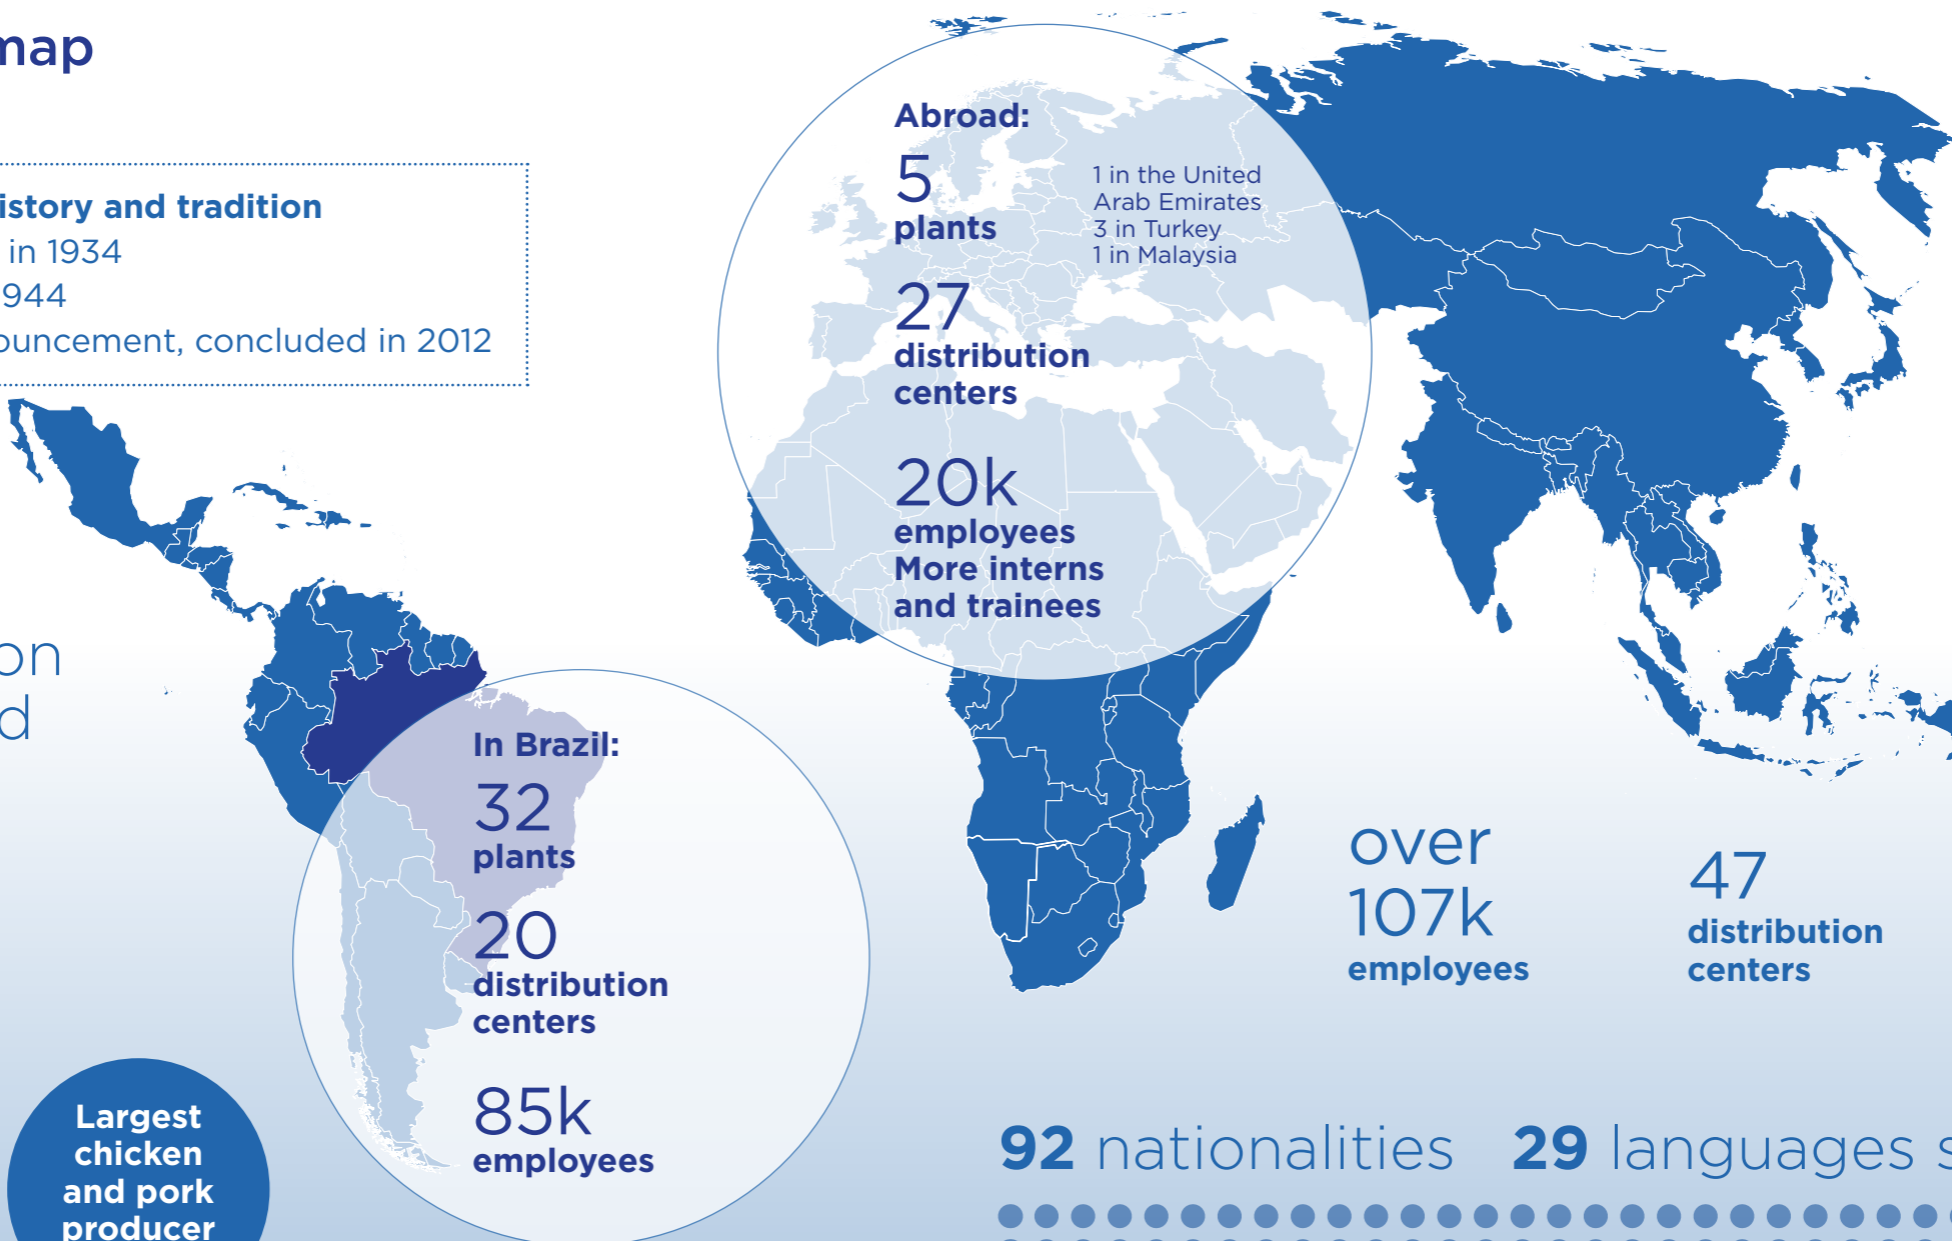 map
history and tradition
in 1934
1944
ouncement, concluded in 2012
Abroad:
5
plants
1 in the United
Arab Emirates
3 in Turkey
1 in Malaysia
27
distribution
centers
20k
employees
More interns
and trainees
on
d
In Brazil:
32
plants
20
distribution
centers
85k
employees
over
107k
employees
47
distribution
centers
Largest
chicken
and pork
producer
92 nationalities 29 languages s